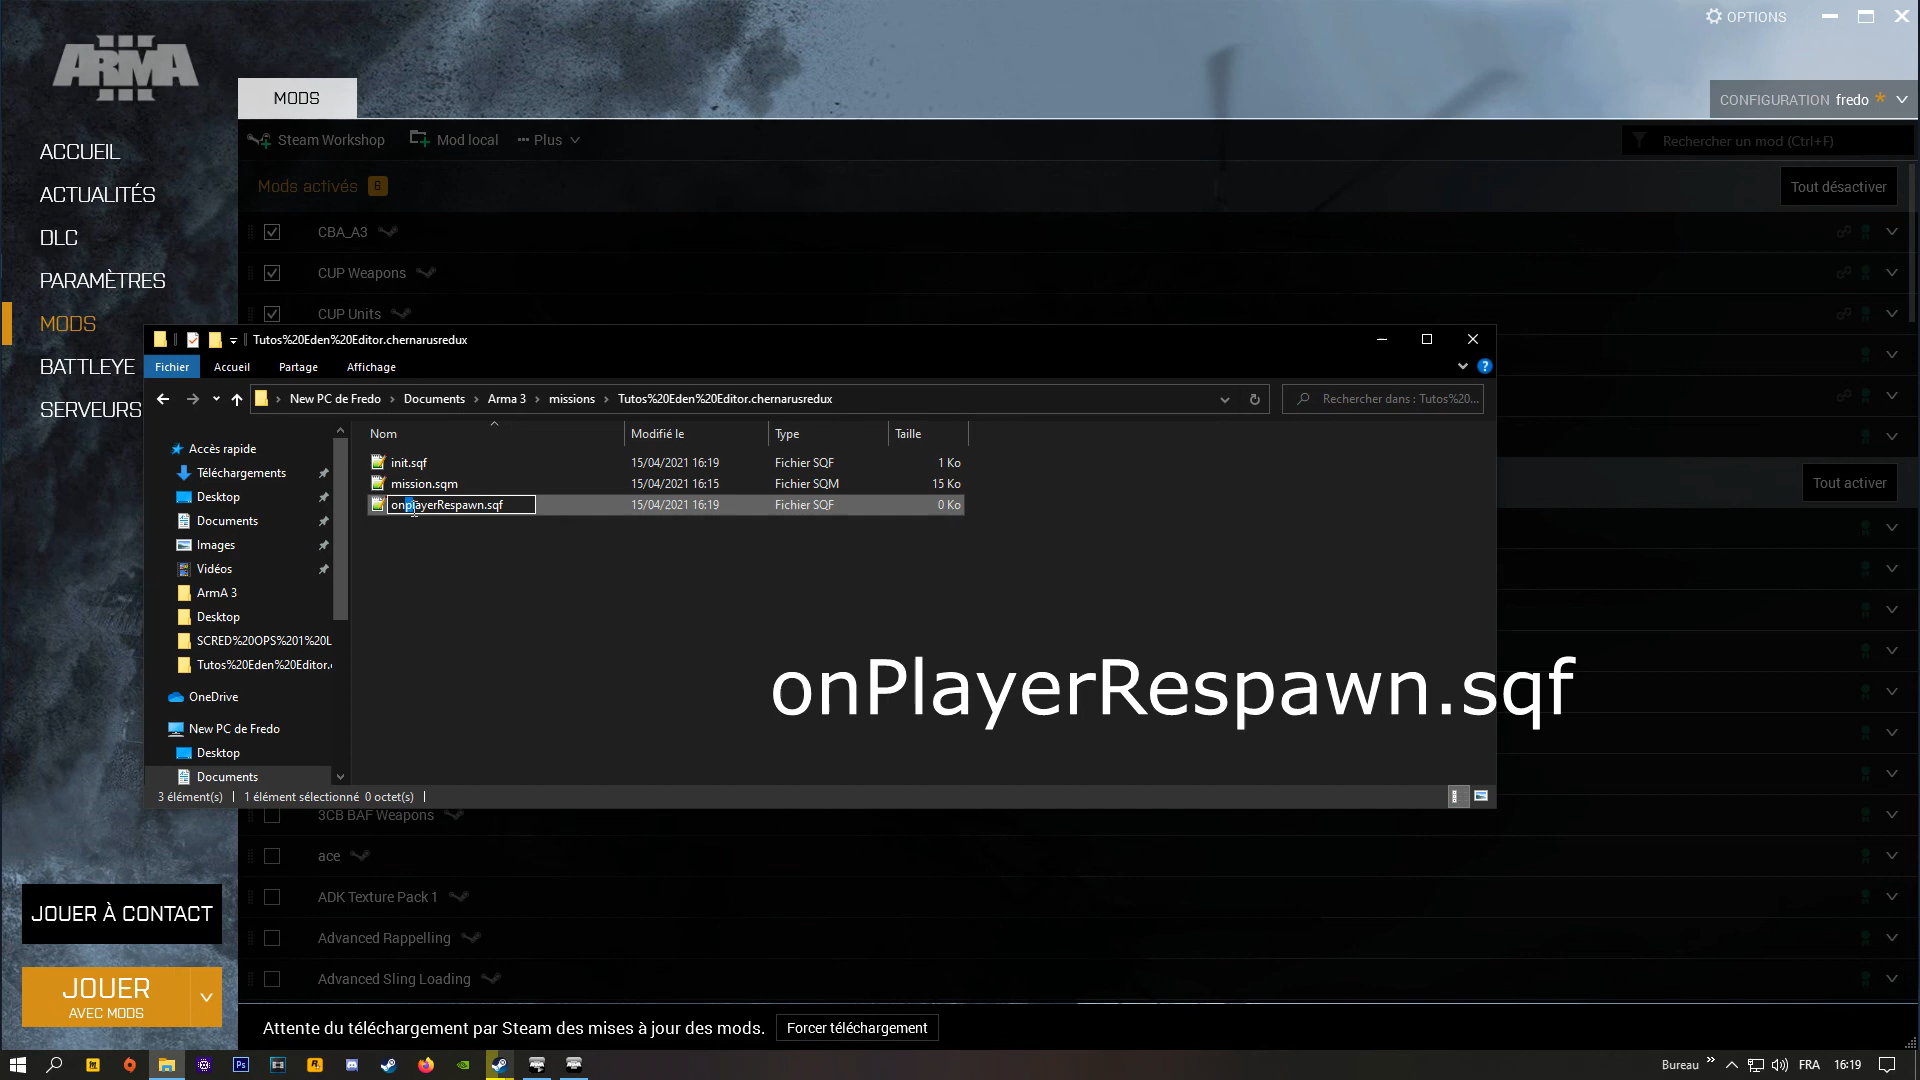 OPTIONS
ARMA III
MODS
CONFIGURATION fredo *
Steam Workshop
Mod local
Plus
Rechercher un mod (Ctrl+F)
ACCUEIL
ACTUALITÉS
DLC
PARAMÈTRES
MODS
BATTLEYE
SERVEURS
Mods activés 6
Tout désactiver
CBA_A3
CUP Weapons
CUP Units
Tutos%20Eden%20Editor.chernarusredux
Fichier
Accueil
Partage
Affichage
New PC de Fredo > Documents > Arma 3 > missions > Tutos%20Eden%20Editor.chernarusredux
Rechercher dans : Tutos%20...
Nom
Modifié le
Type
Taille
init.sqf 15/04/2021 16:19 Fichier SQF 1 Ko
mission.sqm 15/04/2021 16:15 Fichier SQM 15 Ko
onplayerRespawn.sqf 15/04/2021 16:19 Fichier SQF 0 Ko
Accès rapide
Téléchargements
Desktop
Documents
Images
Vidéos
ArmA 3
Desktop
SCRED%20OPS%201%20L
Tutos%20Eden%20Editor.
OneDrive
New PC de Fredo
Desktop
Documents
3 élément(s)
1 élément sélectionné 0 octet(s)
Tout activer
onPlayerRespawn.sqf
3CB BAF Weapons
ace
ADK Texture Pack 1
Advanced Rappelling
Advanced Sling Loading
JOUER À CONTACT
JOUER
AVEC MODS
Attente du téléchargement par Steam des mises à jour des mods.
Forcer téléchargement
Bureau
FRA
16:19